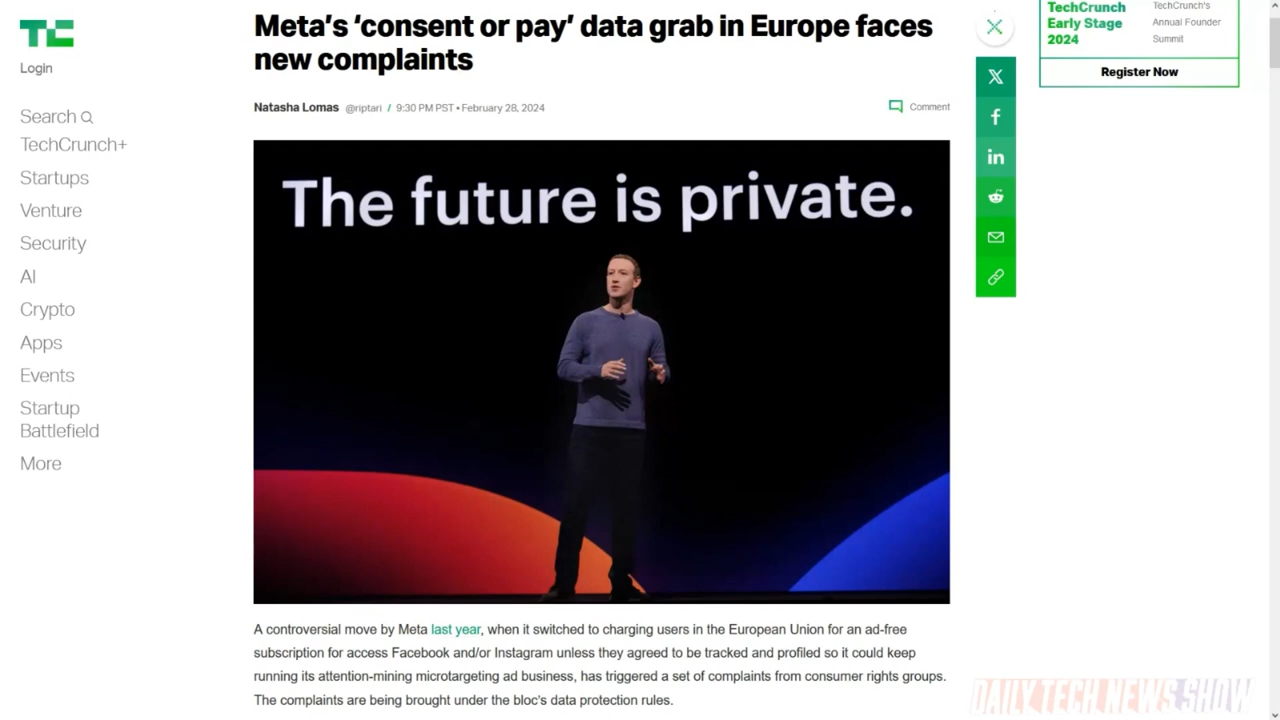 TC
Login
Search
TechCrunch+
Startups
Venture
Security
AI
Crypto
Apps
Events
Startup
Battlefield
More
Meta's 'consent or pay' data grab in Europe faces
new complaints
Natasha Lomas @riptari / 9:30 PM PST • February 28, 2024
Comment
The future is private.
A controversial move by Meta last year, when it switched to charging users in the European Union for an ad-free
subscription for access Facebook and/or Instagram unless they agreed to be tracked and profiled so it could keep
running its attention-mining microtargeting ad business, has triggered a set of complaints from consumer rights groups.
The complaints are being brought under the bloc's data protection rules.
X
f
in
TechCrunch
Early Stage
2024
TechCrunch's
Annual Founder
Summit
Register Now
DAILY TECH NEWS SHOW